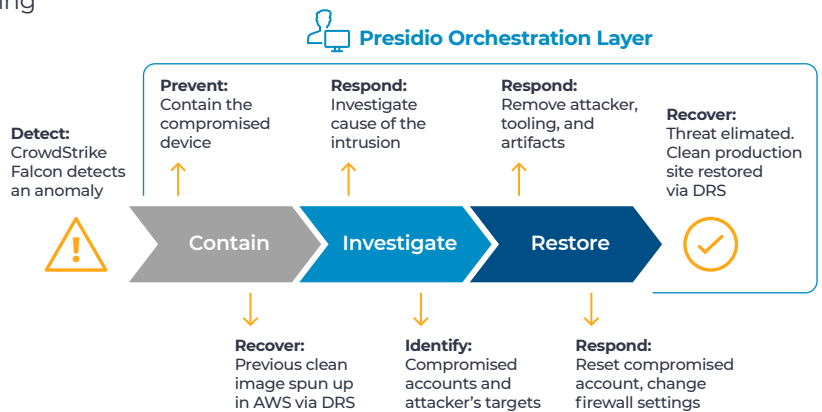 ing
Presidio Orchestration Layer
Detect:
CrowdStrike
Falcon detects
an anomaly
Prevent:
Contain the
compromised
device
Respond:
Investigate
cause of the
intrusion
Respond:
Remove attacker,
tooling, and
artifacts
Recover:
Threat elimated.
Clean production
site restored
via DRS
Contain
Investigate
Restore
Recover:
Previous clean
image spun up
in AWS via DRS
Identify:
Compromised
accounts and
attacker's targets
Respond:
Reset compromised
account, change
firewall settings